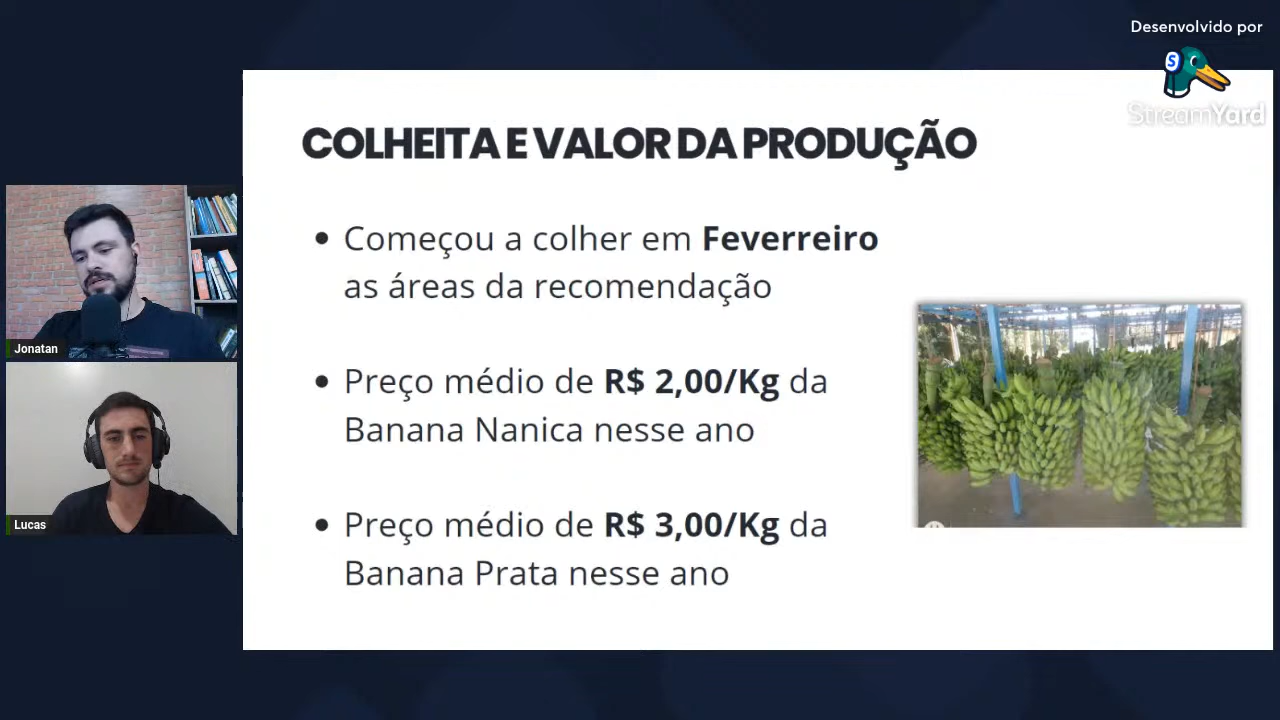 Desenvolvido por
StreamYard
COLHEITA E VALOR DA PRODUÇÃO
• Começou a colher em Feverreiro
as áreas da recomendação
• Preço médio de R$ 2,00/Kg da
Banana Nanica nesse ano
• Preço médio de R$ 3,00/Kg da
Banana Prata nesse ano
Jonatan
Lucas